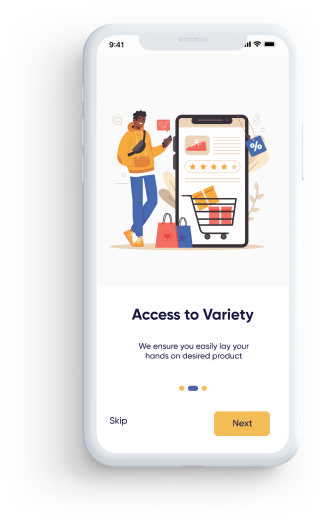 9:41
%
Access to Variety
We ensure you easily lay your
hands on desired product
Skip
Next